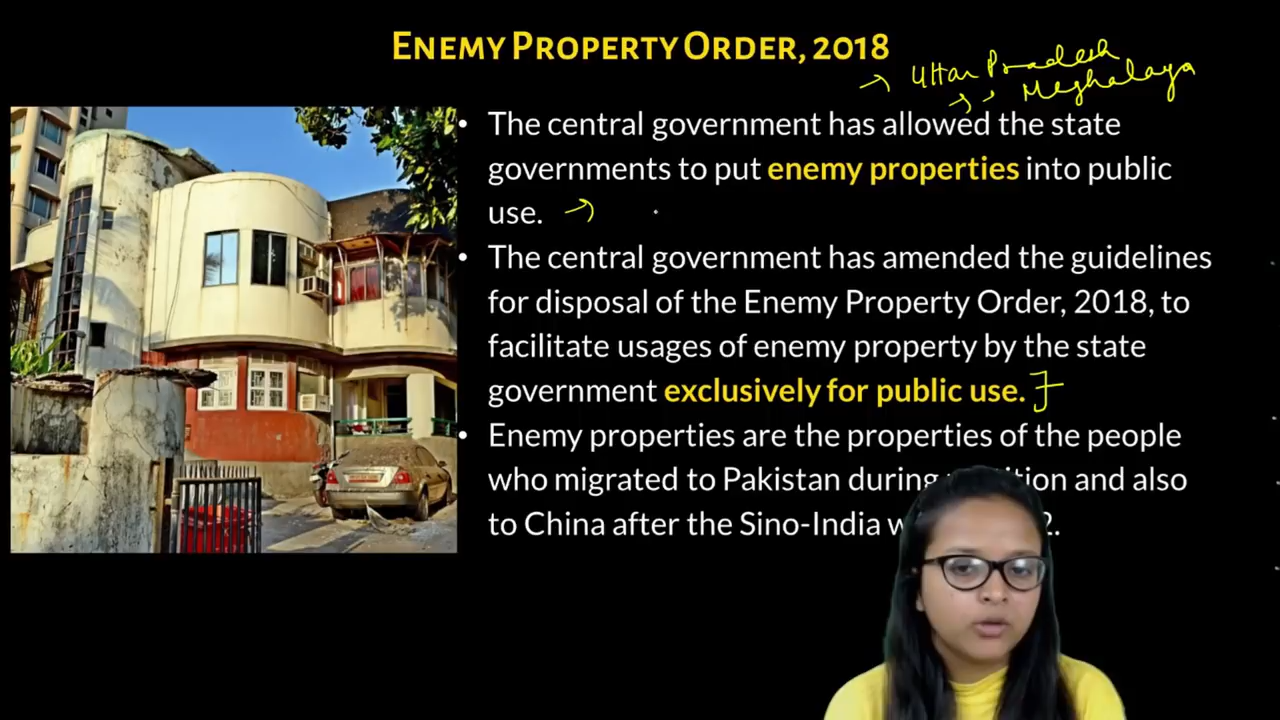 ENEMY PROPERTY ORDER, 2018
→ Uttar Pradesh
→ Meghalaya
• The central government has allowed the state
governments to put enemy properties into public
use. →
• The central government has amended the guidelines
for disposal of the Enemy Property Order, 2018, to
facilitate usages of enemy property by the state
government exclusively for public use.
• Enemy properties are the properties of the people
who migrated to Pakistan during and also
to China after the Sino-India